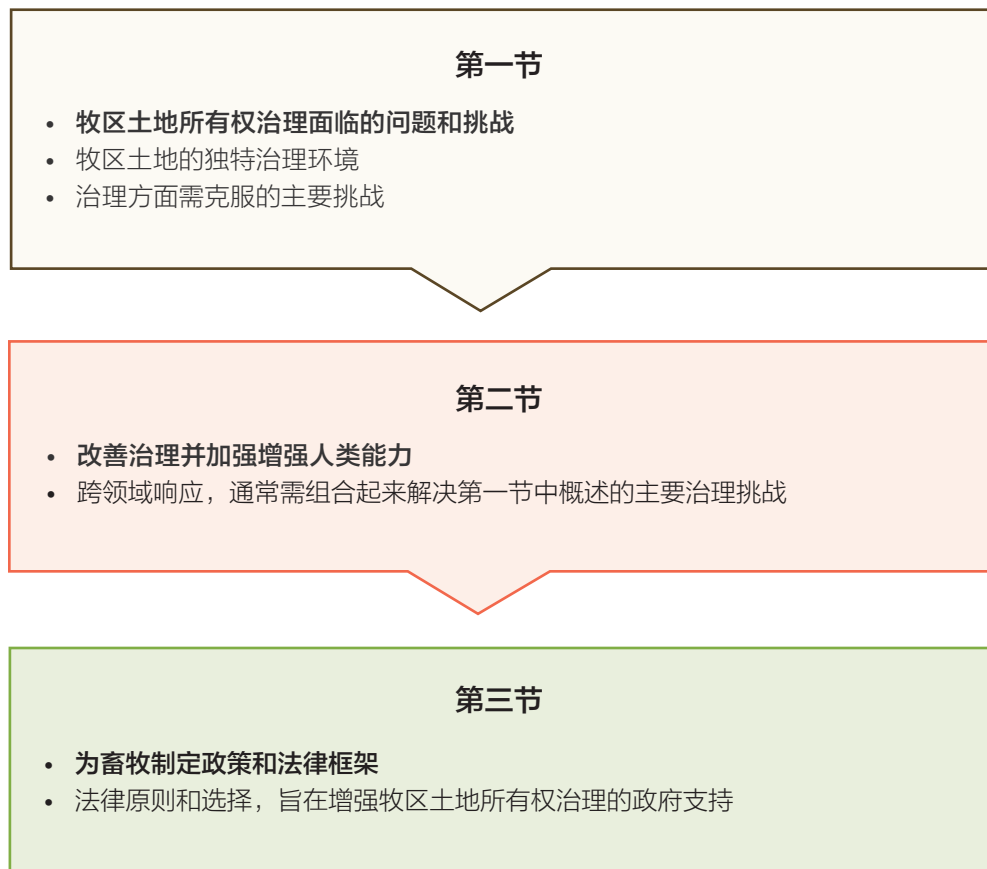 第一节
• 牧区土地所有权治理面临的问题和挑战
• 牧区土地的独特治理环境
• 治理方面需克服的主要挑战
第二节
• 改善治理并加强增强人类能力
• 跨领域响应，通常需组合起来解决第一节中概述的主要治理挑战
第三节
• 为畜牧制定政策和法律框架
• 法律原则和选择，旨在增强牧区土地所有权治理的政府支持